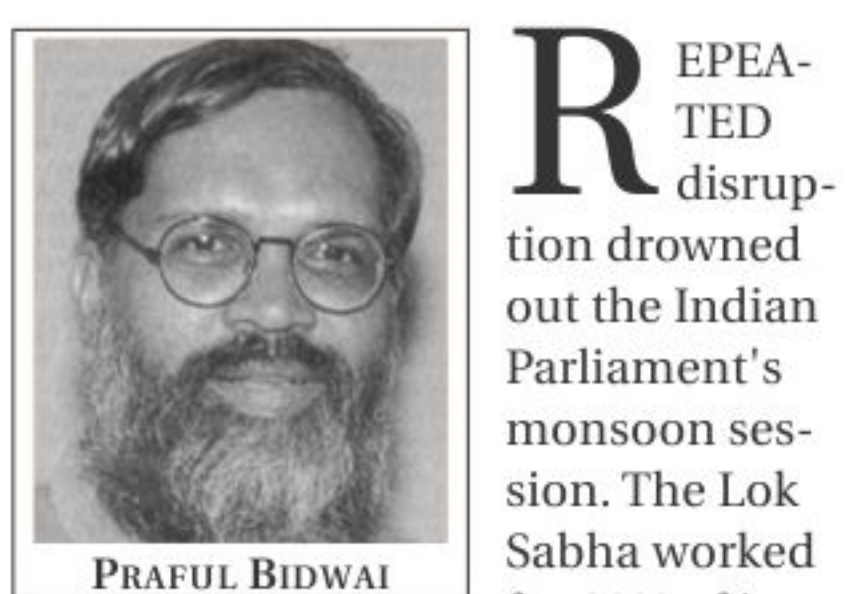 PRAFUL BIDWAI
REPEA-
TED
disrup-
tion drowned
out the Indian
Parliament's
monsoon ses-
sion. The Lok
Sabha worked